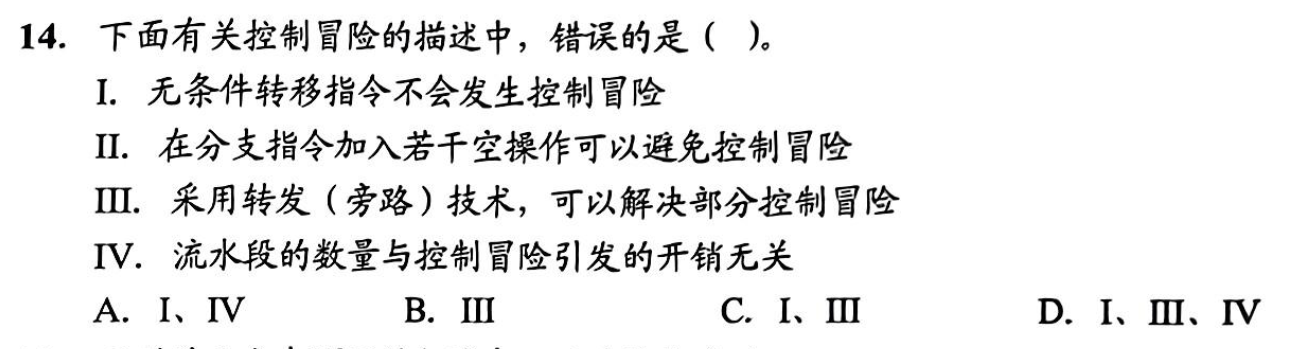 14. 下面有关控制冒险的描述中，错误的是（ ）。
I. 无条件转移指令不会发生控制冒险
II. 在分支指令加入若干空操作可以避免控制冒险
III. 采用转发（旁路）技术，可以解决部分控制冒险
IV. 流水段的数量与控制冒险引发的开销无关
A. I、IV B. III C. I、III D. I、III、IV